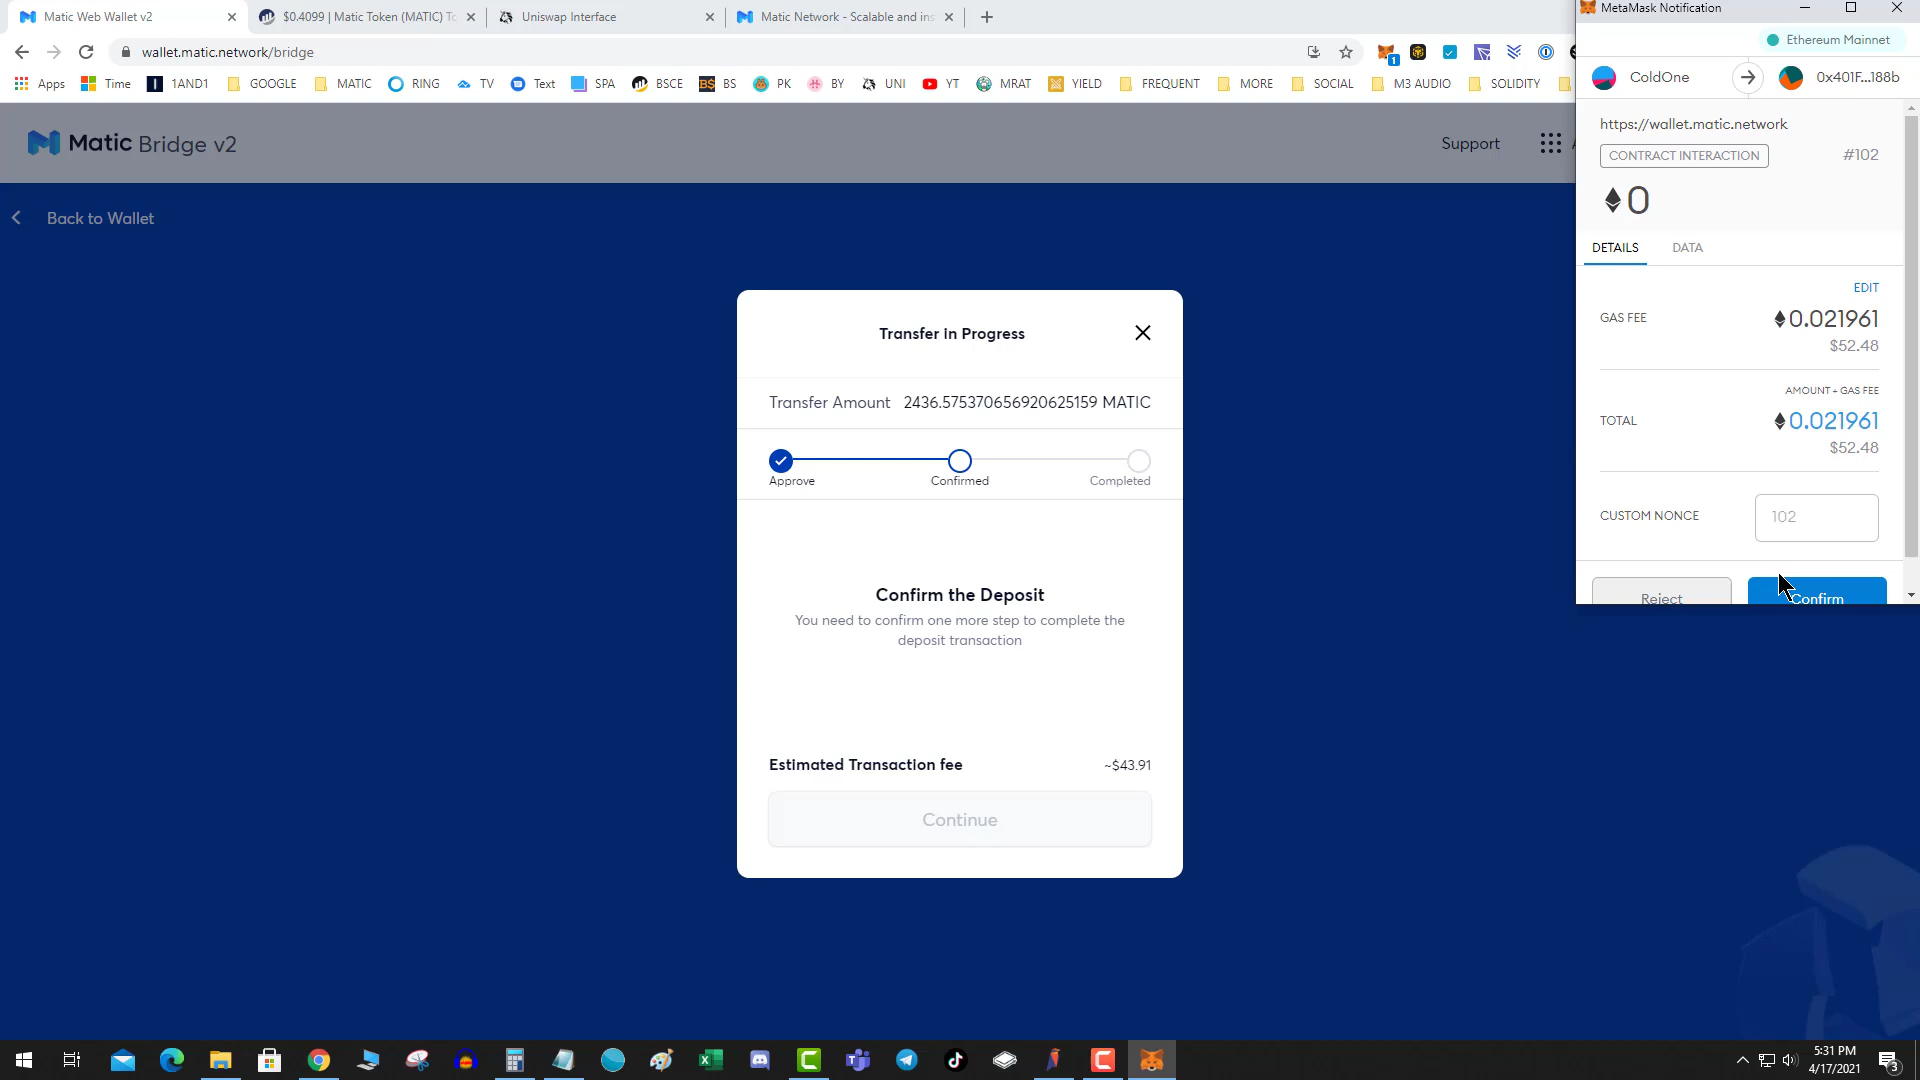 Matic Web Wallet v2
$0.4099 | Matic Token (MATIC) To
Uniswap Interface
Matic Network - Scalable and ins
MetaMask Notification
wallet.matic.network/bridge
1
Apps
Time
1AND1
GOOGLE
MATIC
RING
TV
Text
SPA
BSCE
BS
PK
BY
UNI
YT
MRAT
YIELD
FREQUENT
MORE
SOCIAL
M3 AUDIO
SOLIDITY
Matic Bridge v2
Support
Back to Wallet
Transfer in Progress
Transfer Amount 2436.575370656920625159 MATIC
Approve
Confirmed
Completed
Confirm the Deposit
You need to confirm one more step to complete the
deposit transaction
Estimated Transaction fee ~$43.91
Continue
Ethereum Mainnet
ColdOne
0x401F...188b
https://wallet.matic.network
CONTRACT INTERACTION
#102
0
DETAILS
DATA
EDIT
GAS FEE
0.021961
$52.48
AMOUNT + GAS FEE
TOTAL
0.021961
$52.48
CUSTOM NONCE
102
Reject
Confirm
5:31 PM
4/17/2021
3